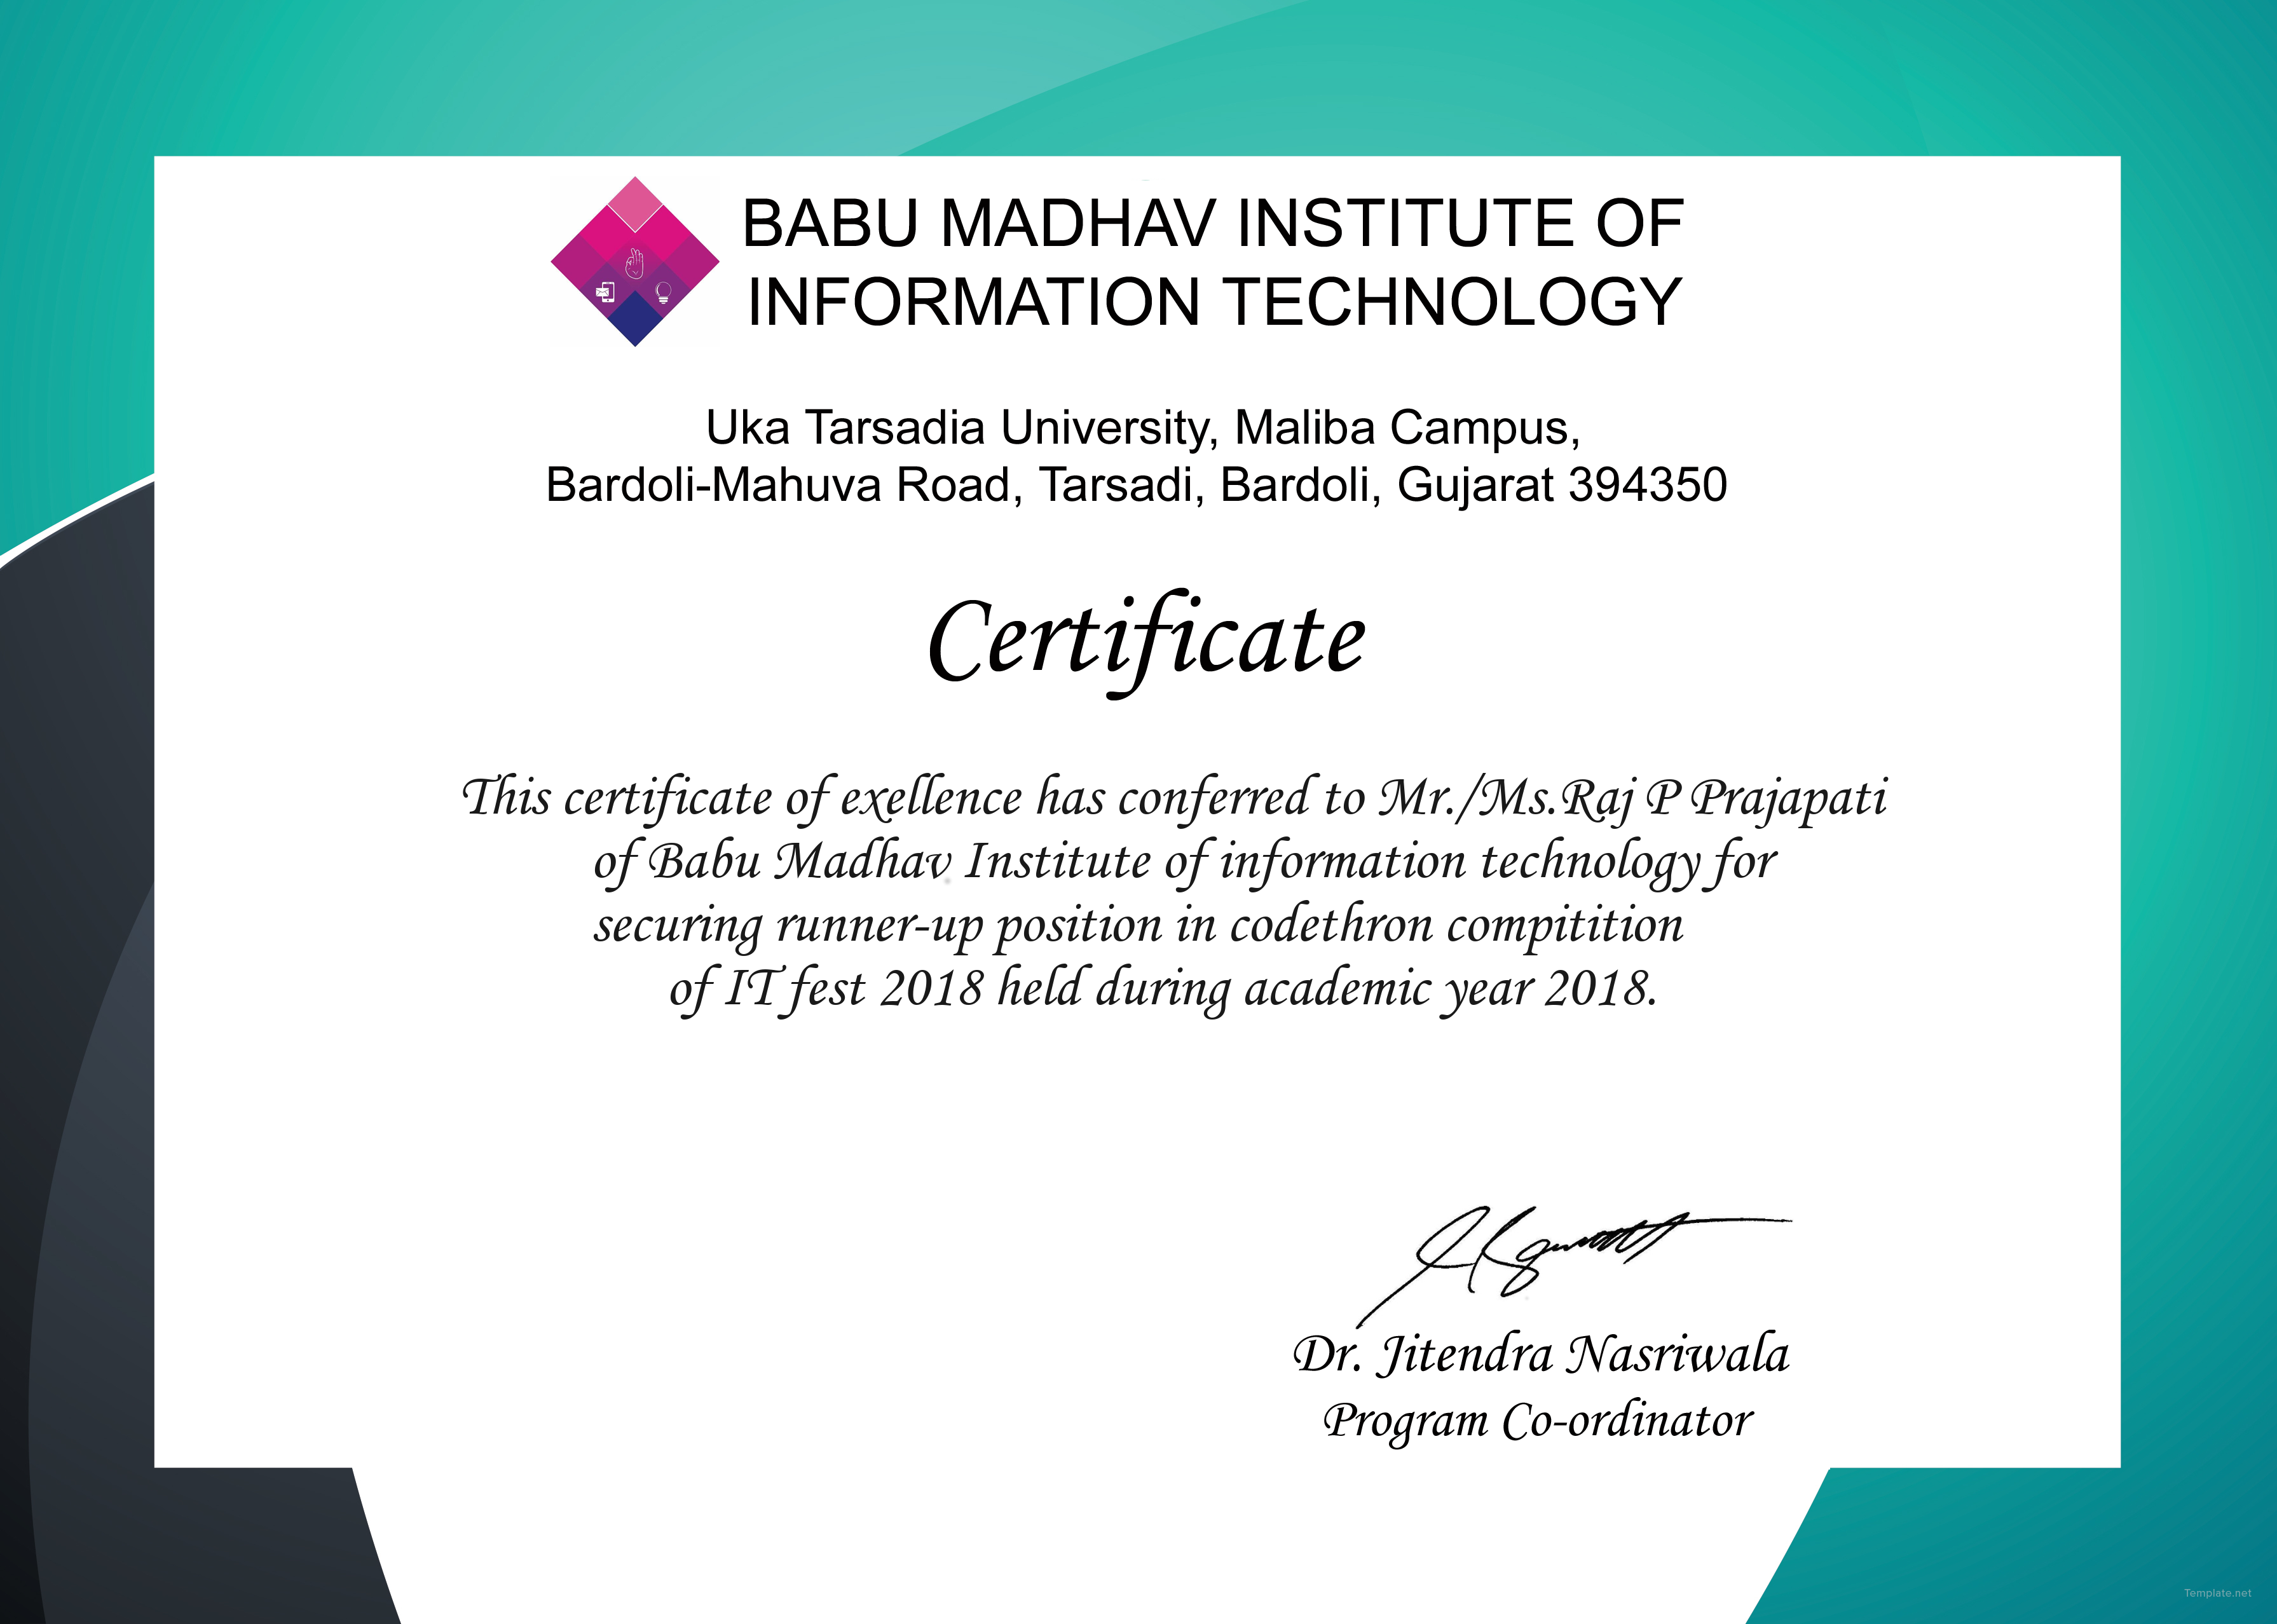 BABU MADHAV INSTITUTE OF
INFORMATION TECHNOLOGY
Uka Tarsadia University, Maliba Campus,
Bardoli-Mahuva Road, Tarsadi, Bardoli, Gujarat 394350
Certificate
This certificate of exellence has conferred to Mr./Ms.Raj P Prajapati
of Babu Madhav Institute of information technology for
securing runner-up position in codethron compitition
of IT fest 2018 held during academic year 2018.
Dr. Jitendra Nasriwala
Program Co-ordinator
Template.net